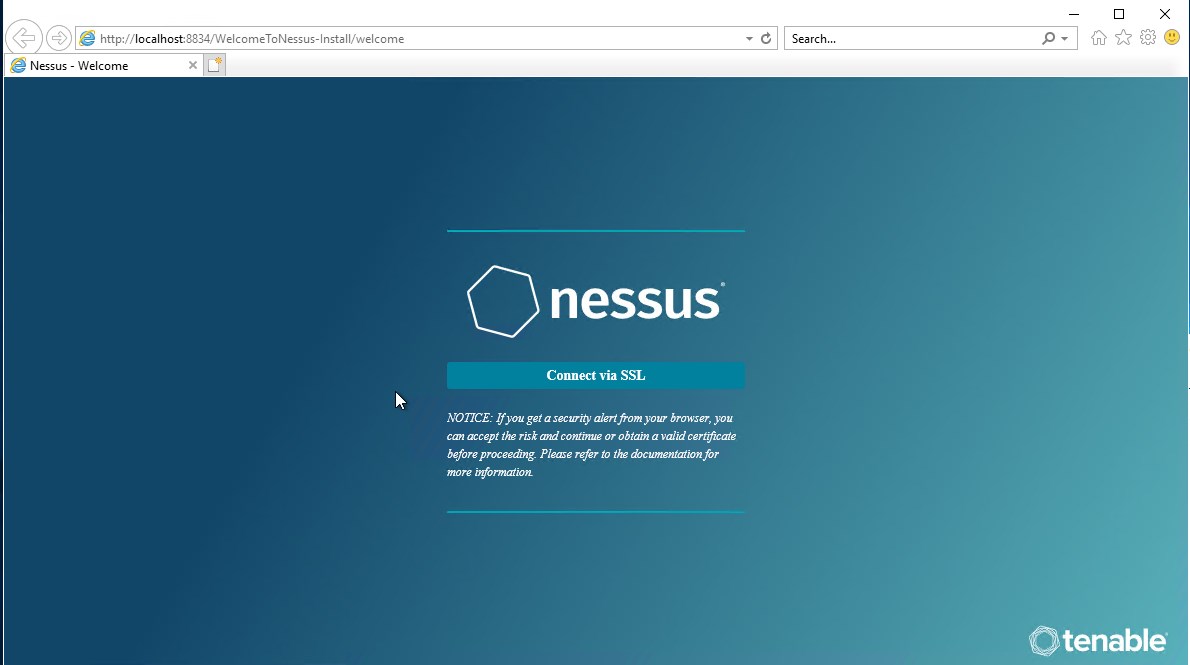 http://localhost:8834/WelcomeToNessus-Install/welcome
Search...
Nessus - Welcome
nessus®
Connect via SSL
NOTICE: If you get a security alert from your browser, you
can accept the risk and continue or obtain a valid certificate
before proceeding. Please refer to the documentation for
more information.
tenable